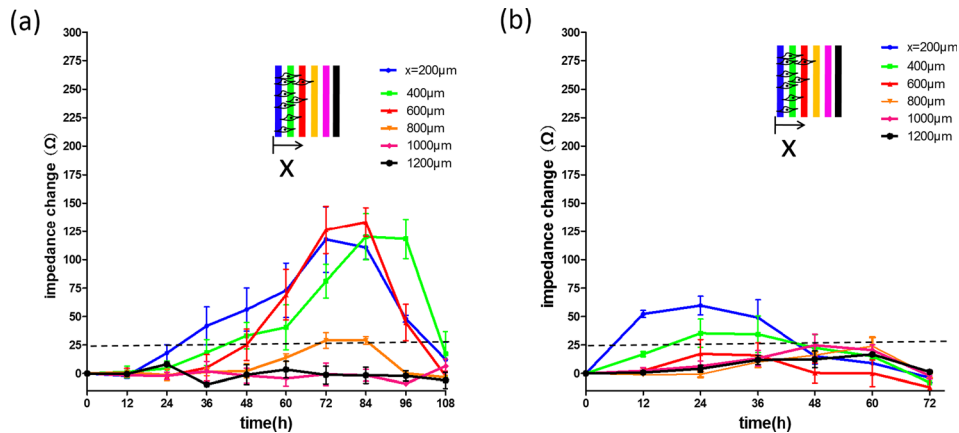 (a)
300
275
250
225
200
175
150
125
100
75
50
25
0
impedance change (Ω)
0 12 24 36 48 60 72 84 96 108
time(h)
X
x=200μm
400μm
600μm
800μm
1000μm
1200μm
(b)
300
275
250
225
200
175
150
125
100
75
50
25
0
impedance change (Ω)
0 12 24 36 48 60 72
time(h)
X
x=200μm
400μm
600μm
800μm
1000μm
1200μm